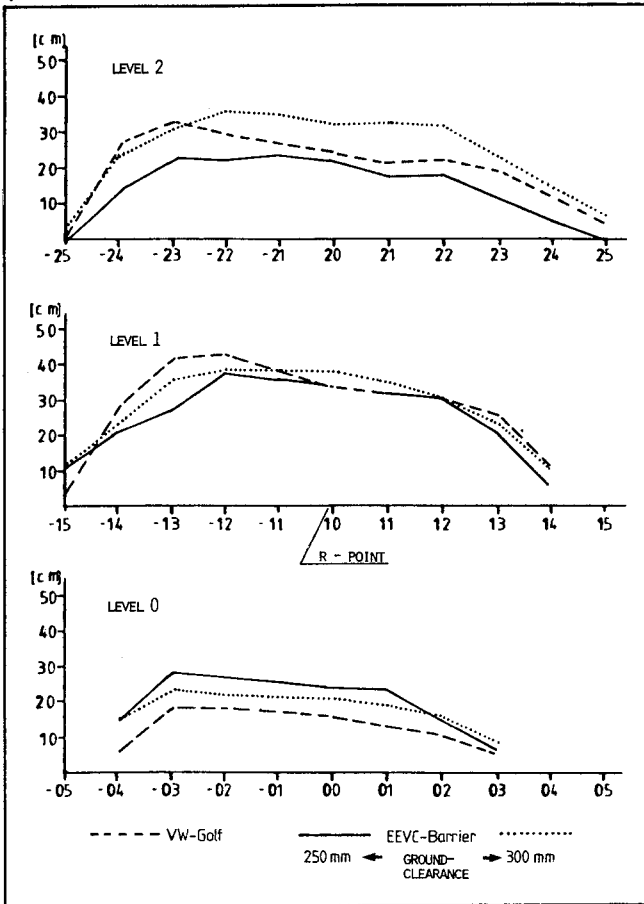 [cm]
50
LEVEL 2
40
30
20
10
-25 -24 -23 -22 -21 20 21 22 23 24 25
[cm]
50
LEVEL 1
40
30
20
10
-15 -14 -13 -12 -11 10 11 12 13 14 15
R - POINT
[cm]
50
LEVEL 0
40
30
20
10
-05 -04 -03 -02 -01 00 01 02 03 04 05
VW-Golf EEVC-Barrier
250 mm GROUND- 300 mm
CLEARANCE